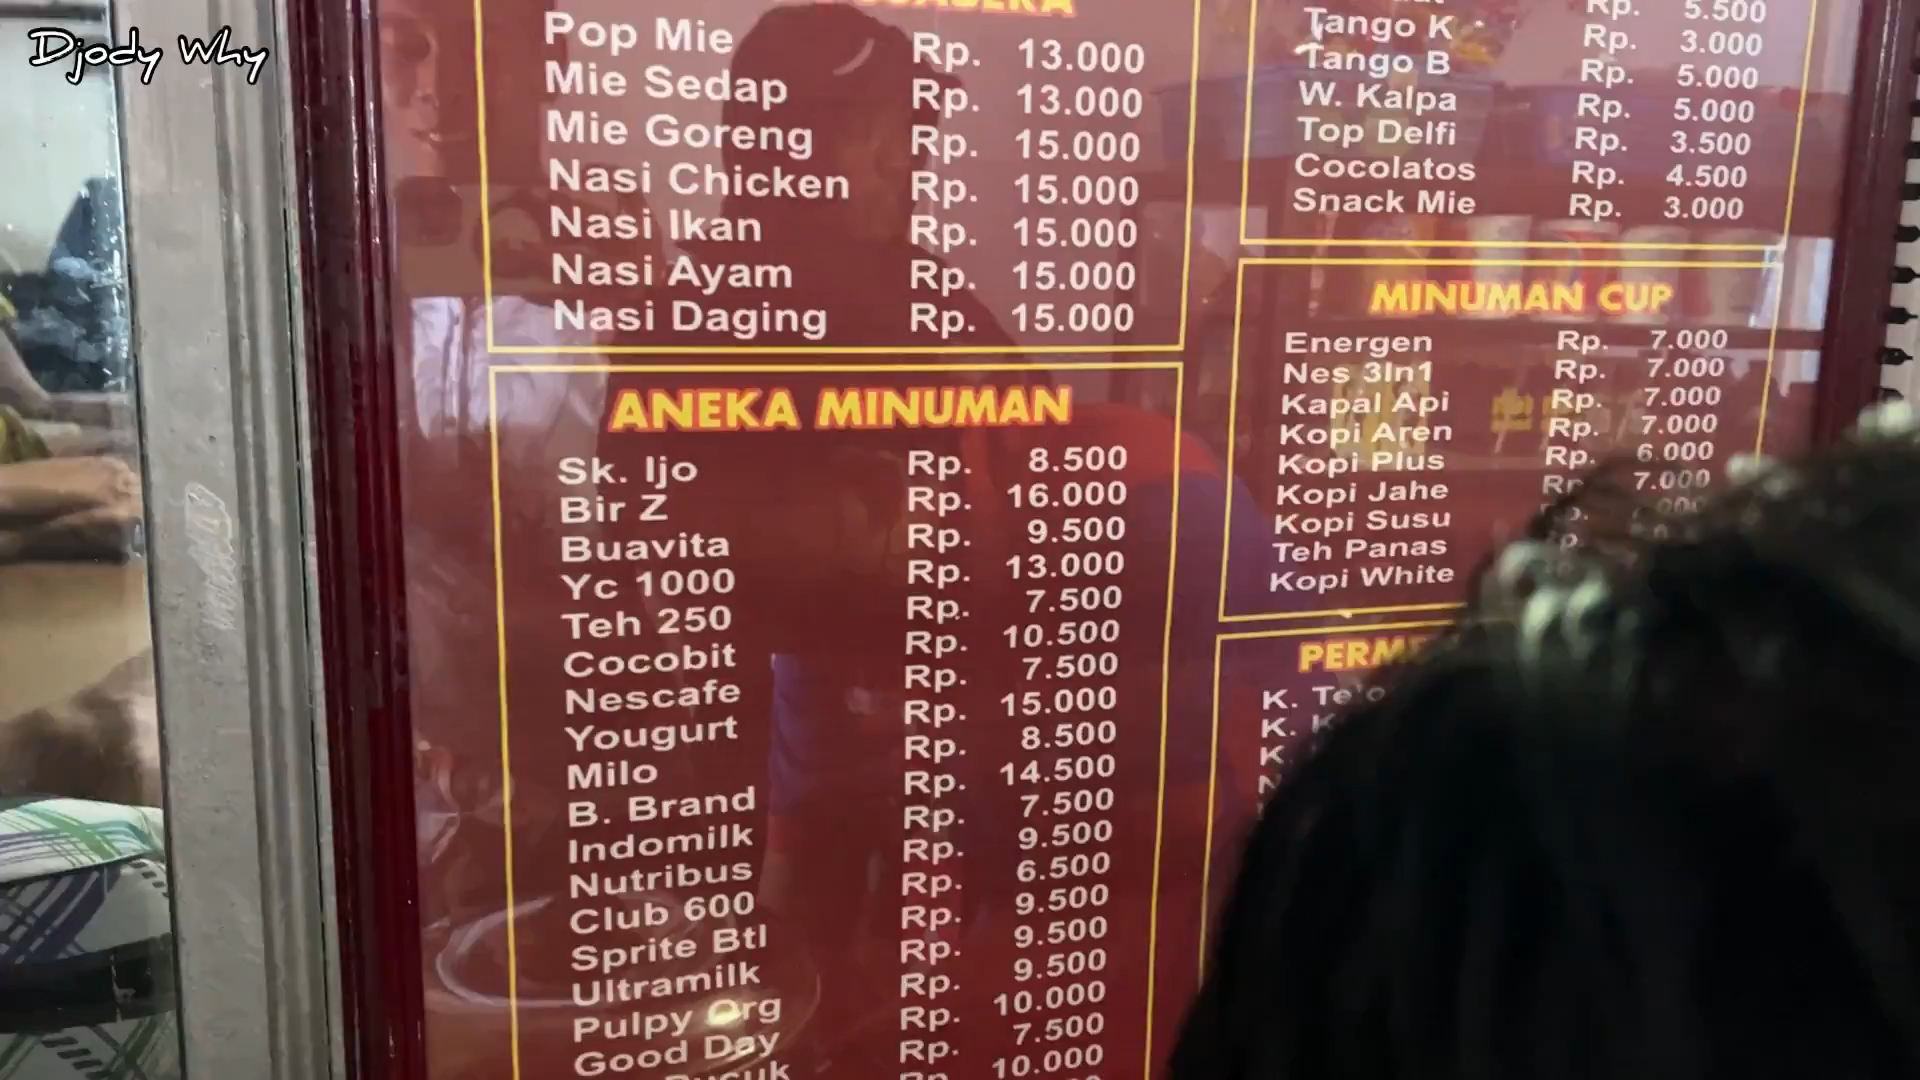 Djody Why
Pop Mie Rp. 13.000
Mie Sedap Rp. 13.000
Mie Goreng Rp. 15.000
Nasi Chicken Rp. 15.000
Nasi Ikan Rp. 15.000
Nasi Ayam Rp. 15.000
Nasi Daging Rp. 15.000
ANEKA MINUMAN
Sk. Ijo Rp. 8.500
Bir Z Rp. 16.000
Buavita Rp. 9.500
Yc 1000 Rp. 13.000
Teh 250 Rp. 7.500
Cocobit Rp. 10.500
Nescafe Rp. 7.500
Yougurt Rp. 15.000
Milo Rp. 8.500
B. Brand Rp. 14.500
Indomilk Rp. 7.500
Nutribus Rp. 9.500
Club 600 Rp. 6.500
Sprite Btl Rp. 9.500
Ultramilk Rp. 9.500
Pulpy Org Rp. 9.500
Good Day Rp. 10.000
Pucuk Rp. 7.500
10.000
Rp. 5.500
Tango K Rp. 3.000
Tango B Rp. 5.000
W. Kalpa Rp. 5.000
Top Delfi Rp. 3.500
Cocolatos Rp. 4.500
Snack Mie Rp. 3.000
MINUMAN CUP
Energen Rp. 7.000
Nes 3In1 Rp. 7.000
Kapal Api Rp. 7.000
Kopi Aren Rp. 7.000
Kopi Plus Rp. 6.000
Kopi Jahe 7.000
Kopi Susu
Teh Panas
Kopi White
K.
K.
K.